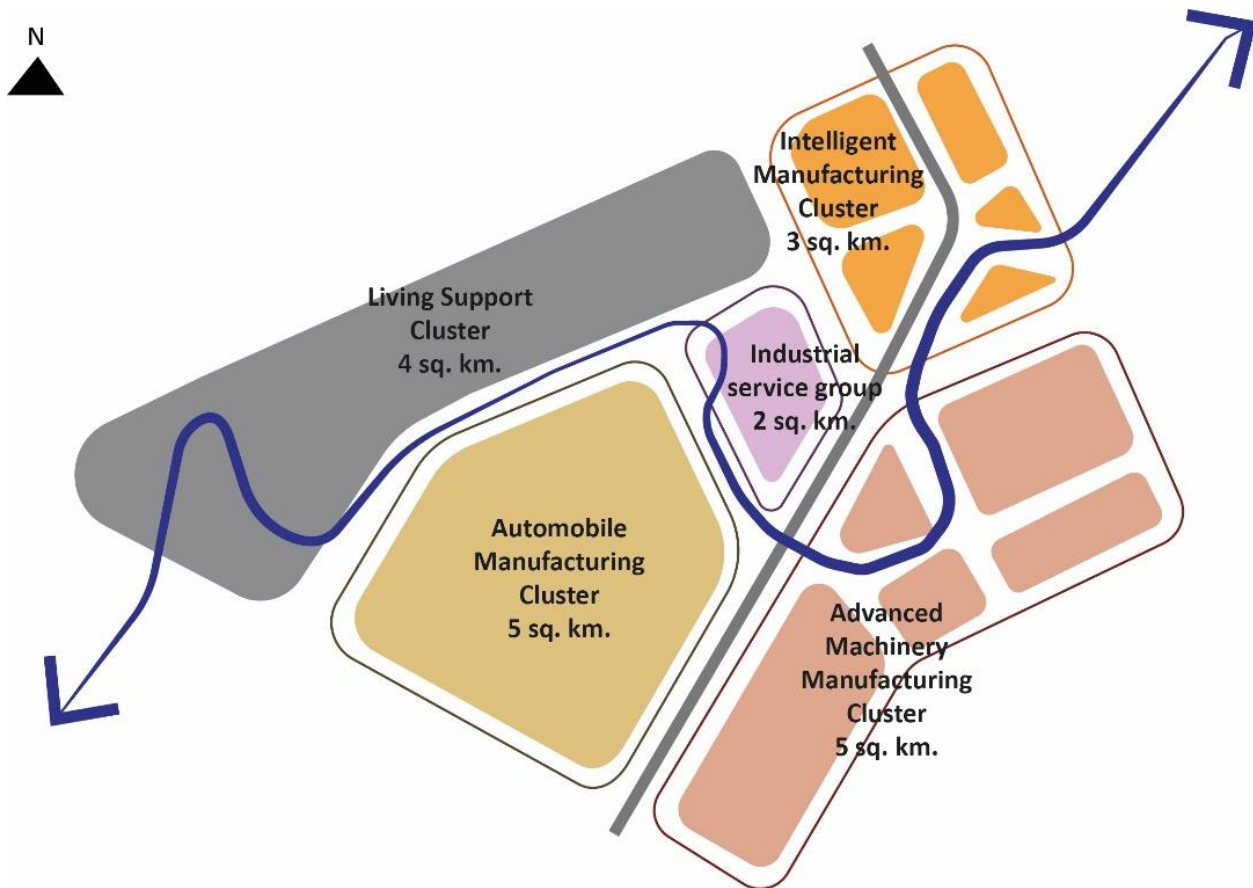 N
Intelligent
Manufacturing
Cluster
3 sq. km.
Living Support
Cluster
4 sq. km.
Industrial
service group
2 sq. km.
Automobile
Manufacturing
Cluster
5 sq. km.
Advanced
Machinery
Manufacturing
Cluster
5 sq. km.